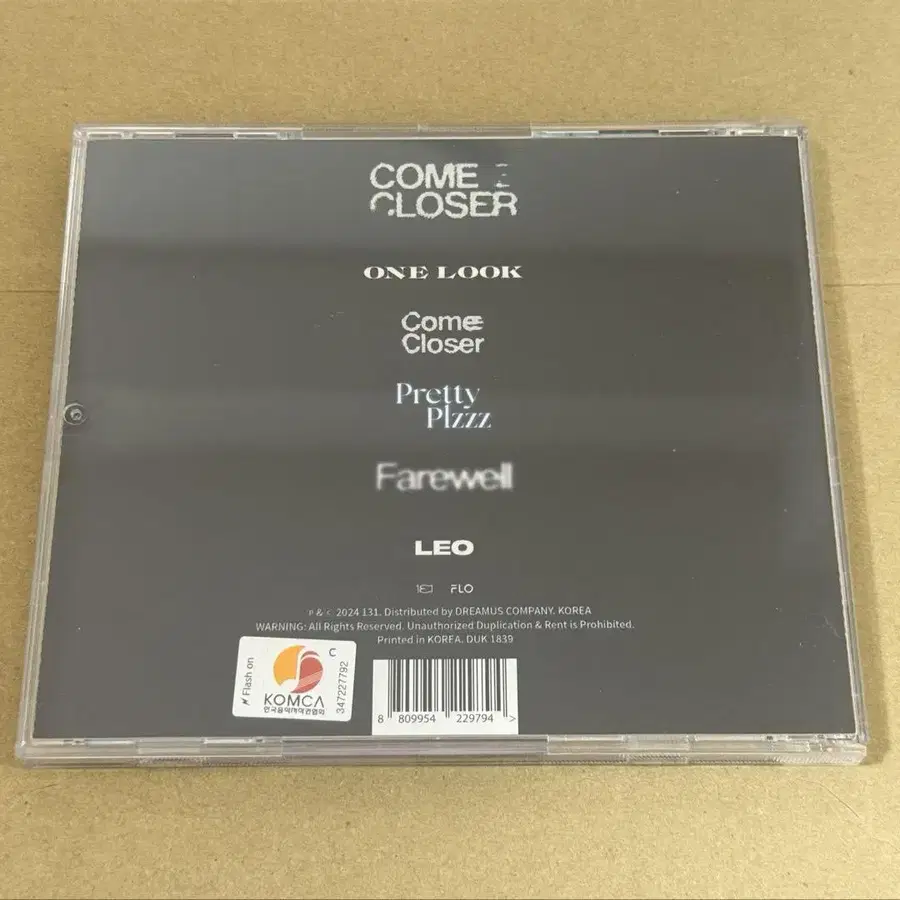 COME
CLOSER
ONE LOOK
Come
Closer
Pretty
Plzzz
Farewell
LEO
131 FLO
℗ & © 2024 131. Distributed by DREAMUS COMPANY. KOREA
WARNING: All Rights Reserved. Unauthorized Duplication & Rent is Prohibited.
Printed in KOREA. DUK 1839
Flash on
C
KOMCA
한국음악저작권협회
347227792
8 809954 229794 >